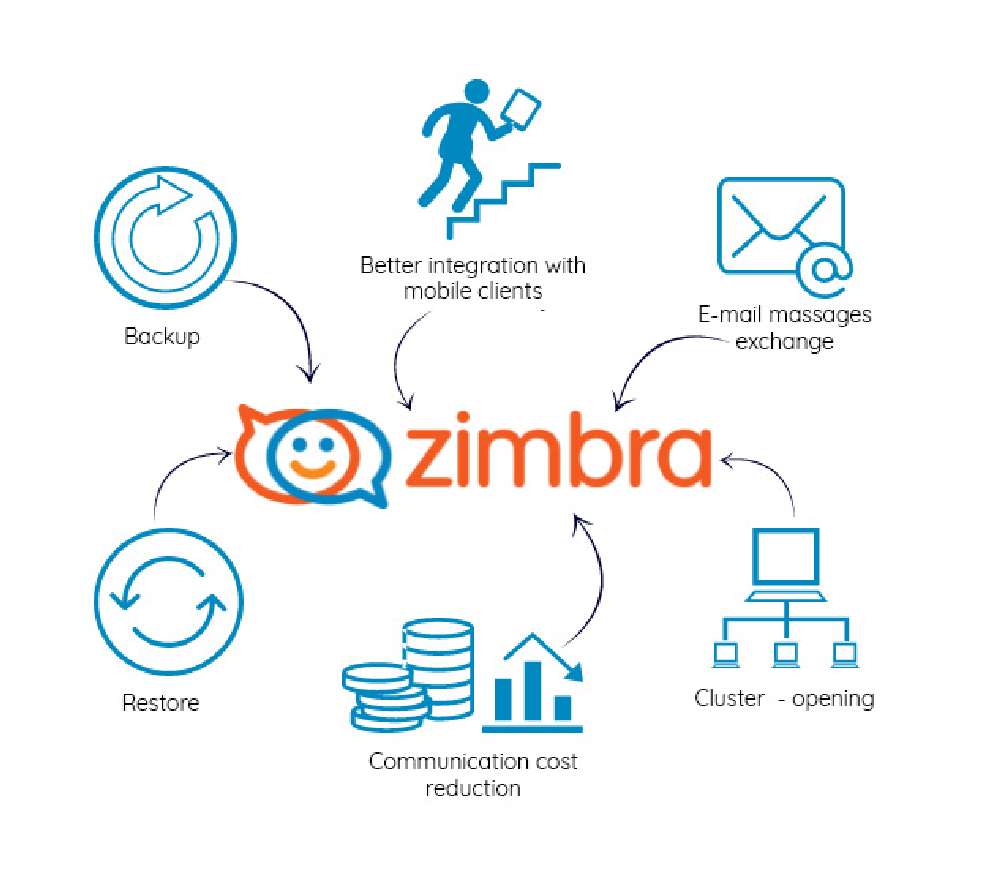 Better integration with
mobile clients
E-mail massages
exchange
Backup
zimbra
Restore
Cluster - opening
Communication cost
reduction